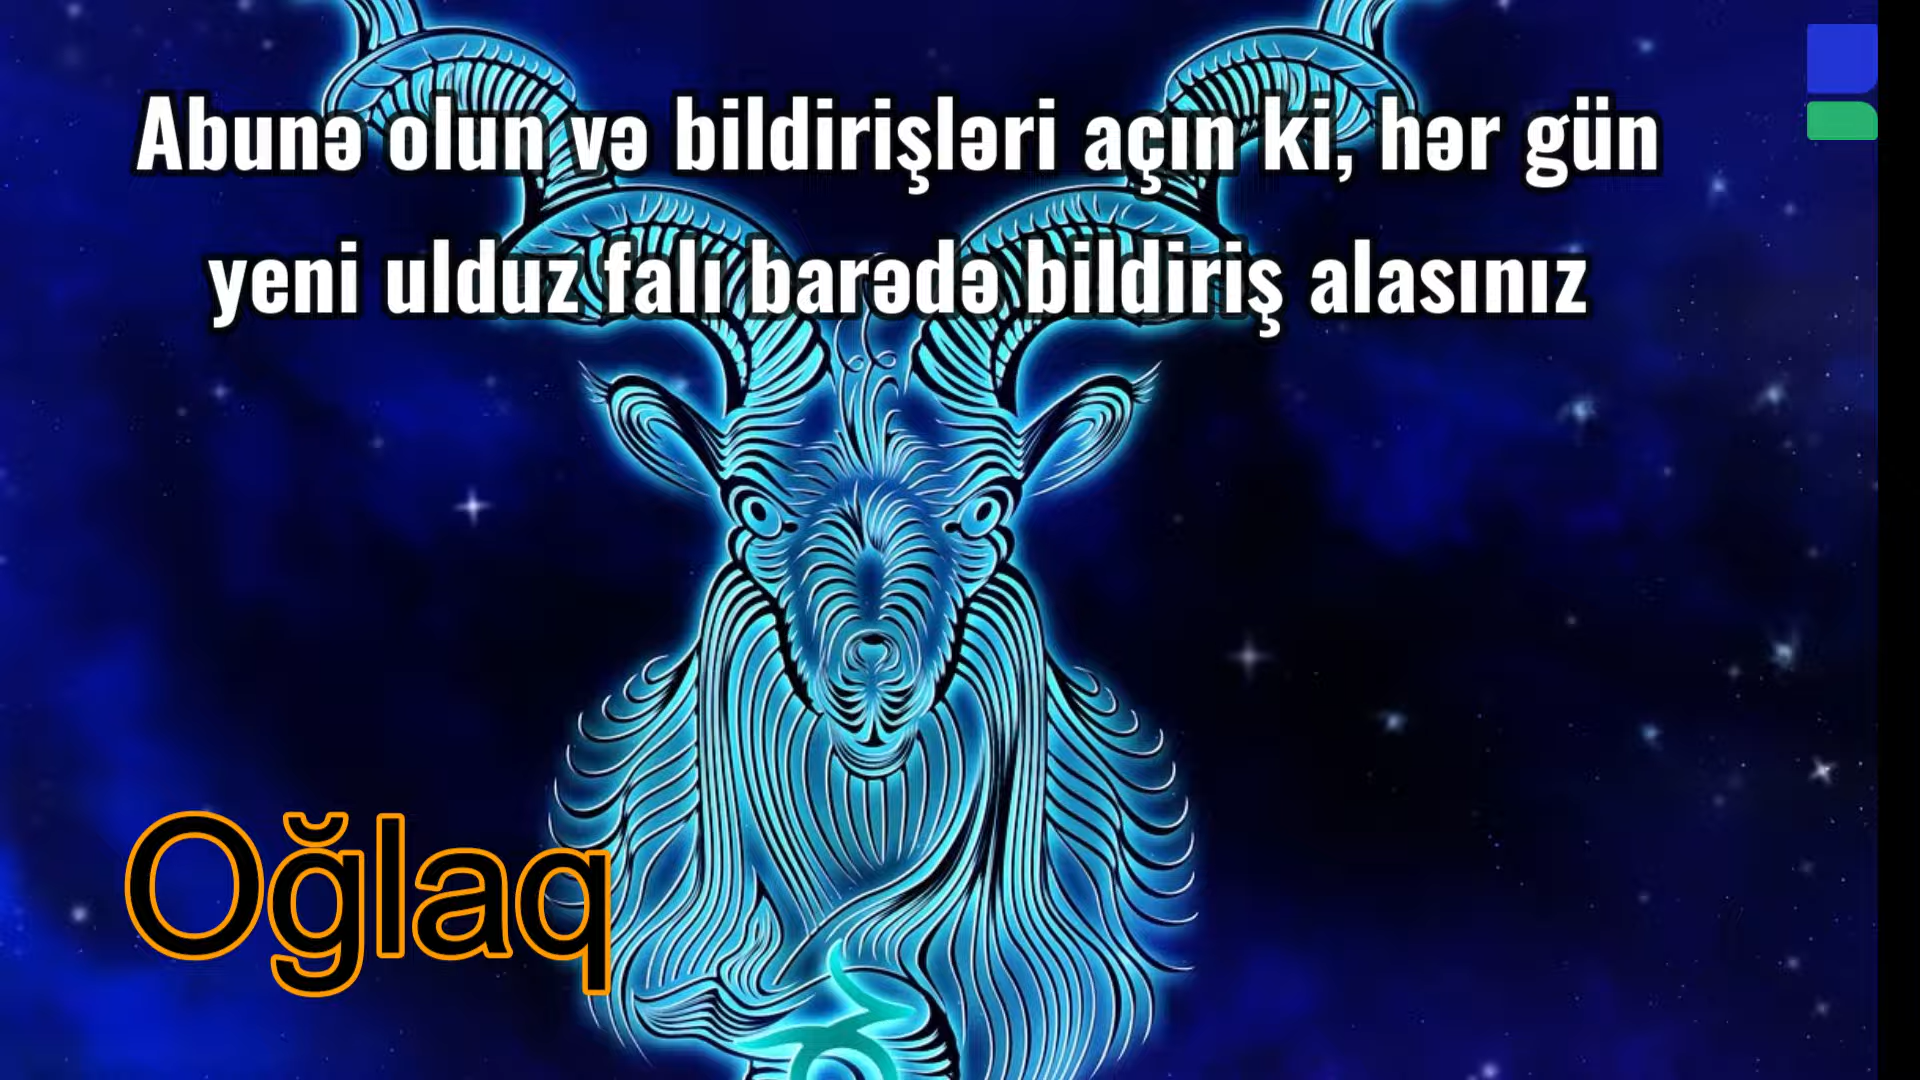 Abunə olun və bildirişləri açın ki, hər gün
yeni ulduz falı barədə bildiriş alasınız
Oğlaq